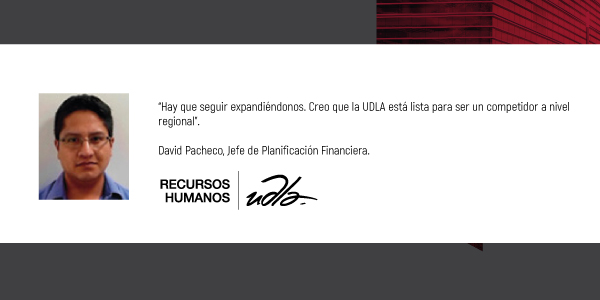 “Hay que seguir expandiéndonos. Creo que la UDLA está lista para ser un competidor a nivel
regional”.
David Pacheco, Jefe de Planificación Financiera.
RECURSOS
HUMANOS
udla.